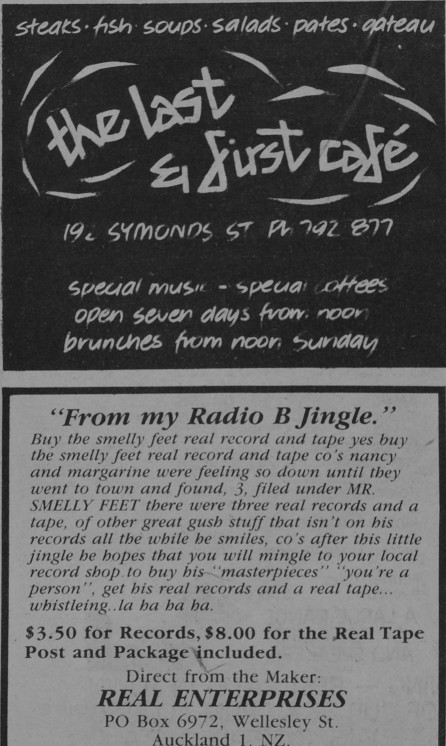 steaks · fish · soups · salads · pates · gateau
the last
& first café
192 SYMONDS ST Ph 792 877
special music - special coffees
open seven days from noon
brunches from noon Sunday
“From my Radio B Jingle.”
Buy the smelly feet real record and tape yes buy
the smelly feet real record and tape co's nancy
and margarine were feeling so down until they
went to town and found, 3, filed under MR.
SMELLY FEET there were three real records and a
tape, of other great gush stuff that isn't on his
records all the while he smiles, co's after this little
jingle he hopes that you will mingle to your local
record shop to buy his “masterpieces” “you're a
person”, get his real records and a real tape...
whistleing..la ha ha ha.
$3.50 for Records, $8.00 for the Real Tape
Post and Package included.
Direct from the Maker:
REAL ENTERPRISES
PO Box 6972, Wellesley St.
Auckland 1, NZ.